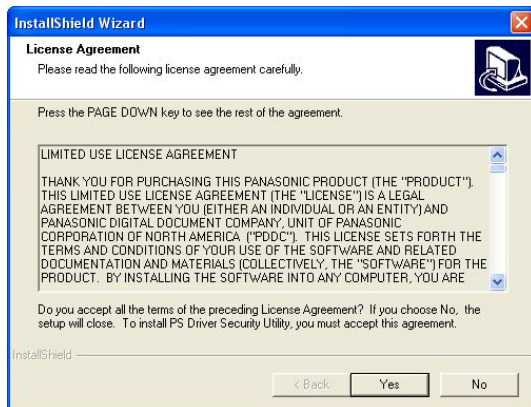 InstallShield Wizard
License Agreement
Please read the following license agreement carefully.
Press the PAGE DOWN key to see the rest of the agreement.
LIMITED USE LICENSE AGREEMENT
THANK YOU FOR PURCHASING THIS PANASONIC PRODUCT (THE "PRODUCT").
THIS LIMITED USE LICENSE AGREEMENT (THE "LICENSE") IS A LEGAL
AGREEMENT BETWEEN YOU (EITHER AN INDIVIDUAL OR AN ENTITY) AND
PANASONIC DIGITAL DOCUMENT COMPANY, UNIT OF PANASONIC
CORPORATION OF NORTH AMERICA ("PDDC"). THIS LICENSE SETS FORTH THE
TERMS AND CONDITIONS OF YOUR USE OF THE SOFTWARE AND RELATED
DOCUMENTATION AND MATERIALS (COLLECTIVELY, THE "SOFTWARE") FOR THE
PRODUCT. BY INSTALLING THE SOFTWARE INTO ANY COMPUTER, YOU ARE
Do you accept all the terms of the preceding License Agreement? If you choose No, the
setup will close. To install PS Driver Security Utility, you must accept this agreement.
InstallShield
< Back
Yes
No